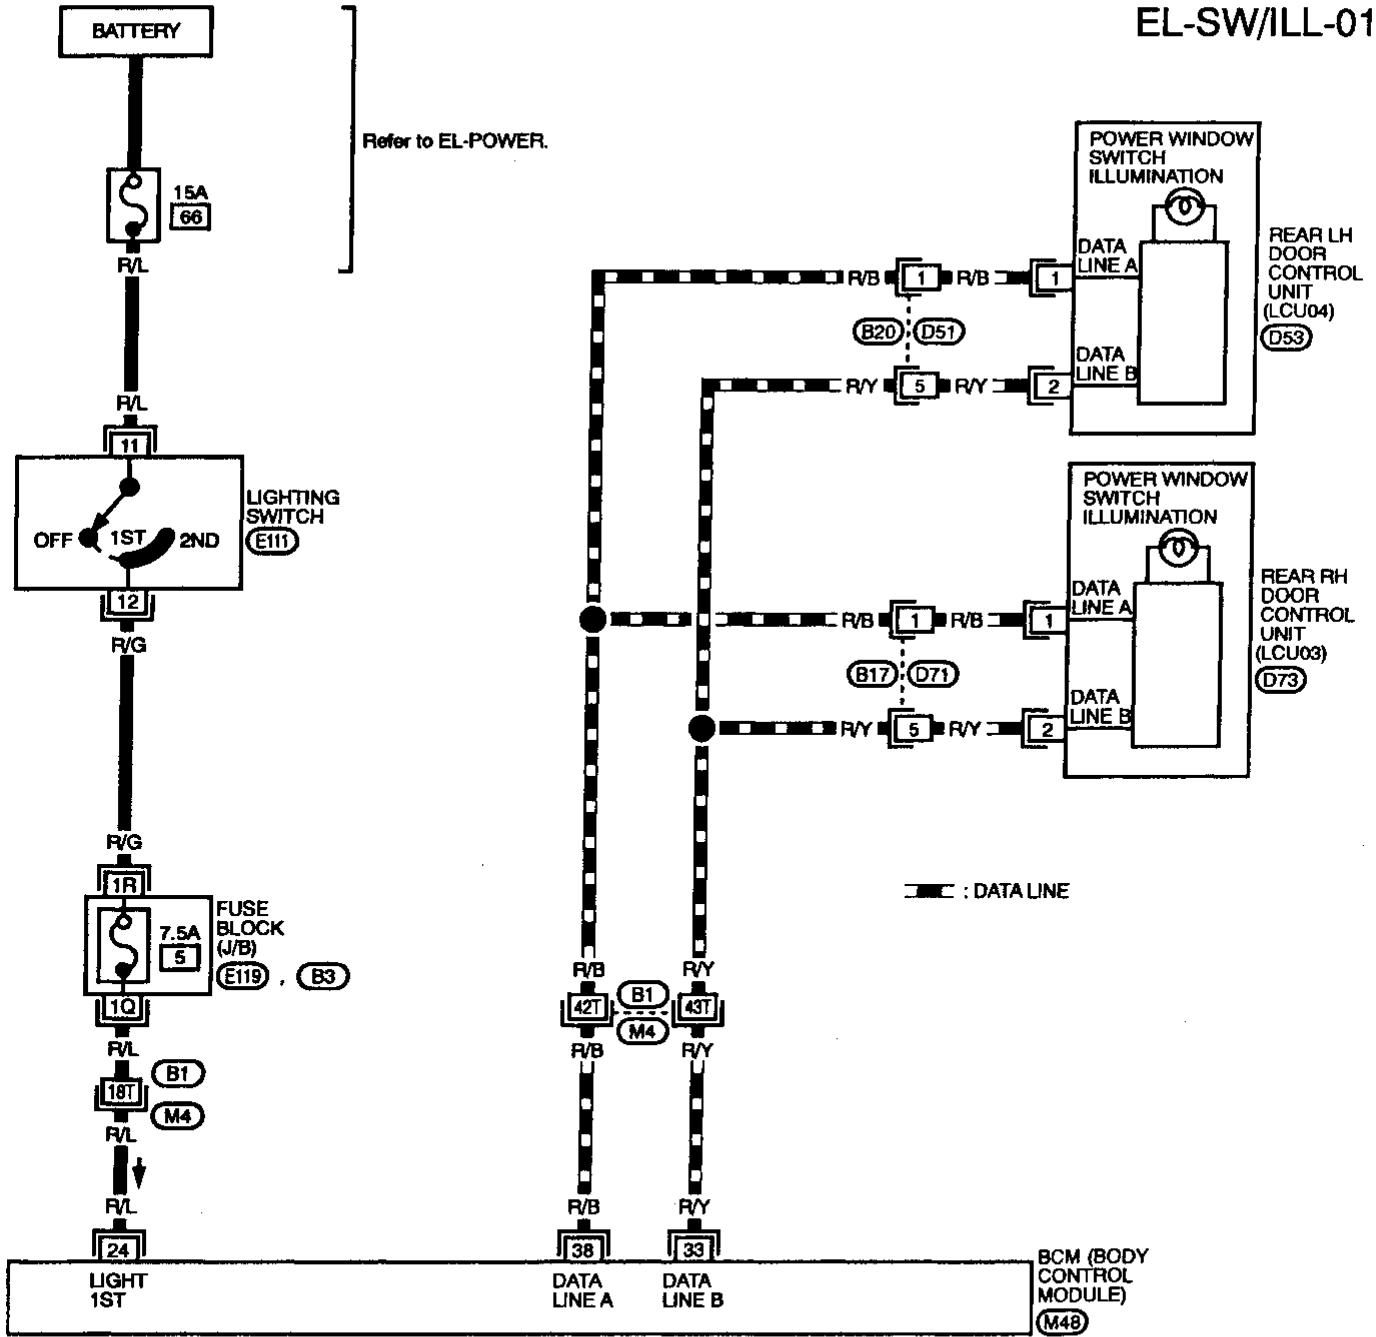 EL-SW/ILL-01
BATTERY
Refer to EL-POWER.
15A
66
R/L
R/L
11
LIGHTING
SWITCH
E111
OFF
1ST
2ND
12
R/G
R/G
1R
FUSE
BLOCK
(J/B)
7.5A
5
E119 , B3
1Q
R/L
18T
B1
M4
R/L
R/L
24
LIGHT
1ST
POWER WINDOW
SWITCH
ILLUMINATION
DATA
LINE A
R/B
1
R/B
1
REAR LH
DOOR
CONTROL
UNIT
(LCU04)
D53
B20
D51
DATA
LINE B
R/Y
5
R/Y
2
POWER WINDOW
SWITCH
ILLUMINATION
DATA
LINE A
R/B
1
R/B
1
REAR RH
DOOR
CONTROL
UNIT
(LCU03)
D73
B17
D71
DATA
LINE B
R/Y
5
R/Y
2
: DATA LINE
R/B
R/Y
42T
B1
M4
43T
R/B
R/Y
R/B
R/Y
38
33
DATA
LINE A
DATA
LINE B
BCM (BODY
CONTROL
MODULE)
M48